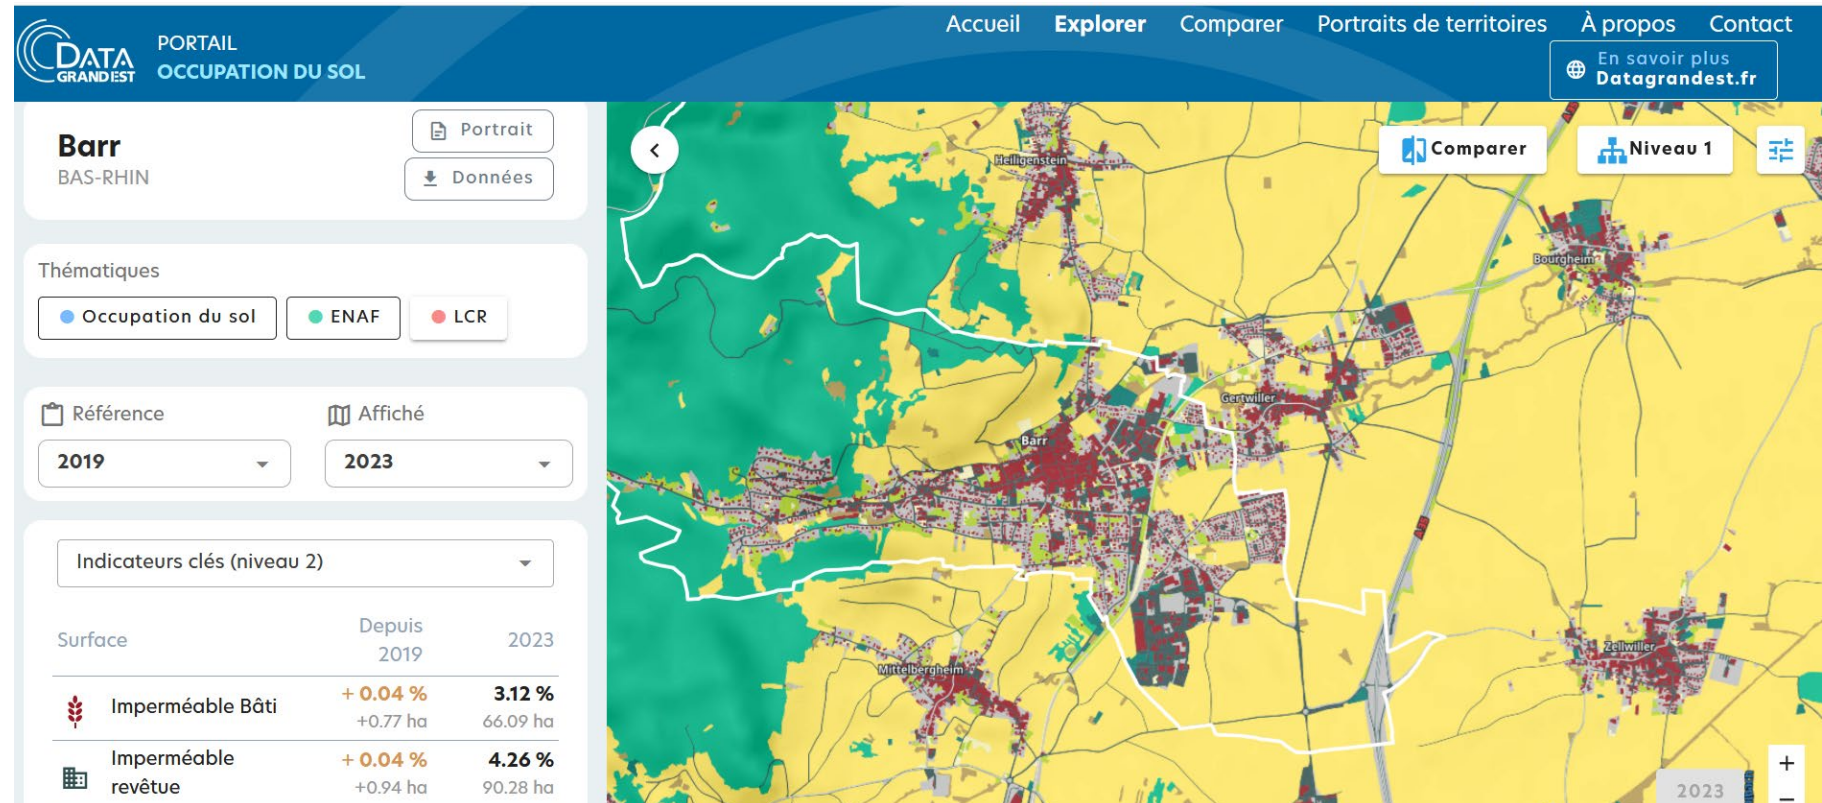 DATA
GRANDEST
PORTAIL
OCCUPATION DU SOL
Accueil
Explorer
Comparer
Portraits de territoires
À propos
Contact
En savoir plus
Datagrandest.fr
Barr
BAS-RHIN
Portrait
Données
Thématiques
Occupation du sol
ENAF
LCR
Référence
Affiché
2019
2023
Indicateurs clés (niveau 2)
Surface
Depuis
2019
2023
Imperméable Bâti
+ 0.04 %
3.12 %
+0.77 ha
66.09 ha
Imperméable
revêtue
+ 0.04 %
4.26 %
+0.94 ha
90.28 ha
Comparer
Niveau 1
Heiligenstein
Bourgheim
Gertwiller
Barr
A35
Mittelbergheim
Zellwiller
+
2023
−